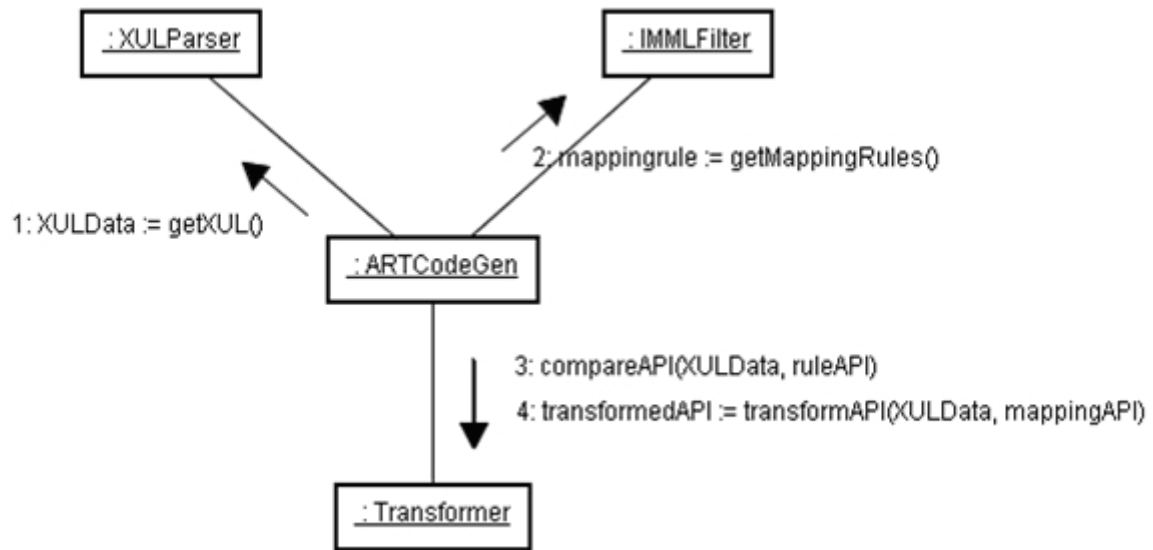 : XULParser
: IMMLFilter
2: mappingrule := getMappingRules()
1: XULData := getXUL()
: ARTCodeGen
3: compareAPI(XULData, ruleAPI)
4: transformedAPI := transformAPI(XULData, mappingAPI)
: Transformer